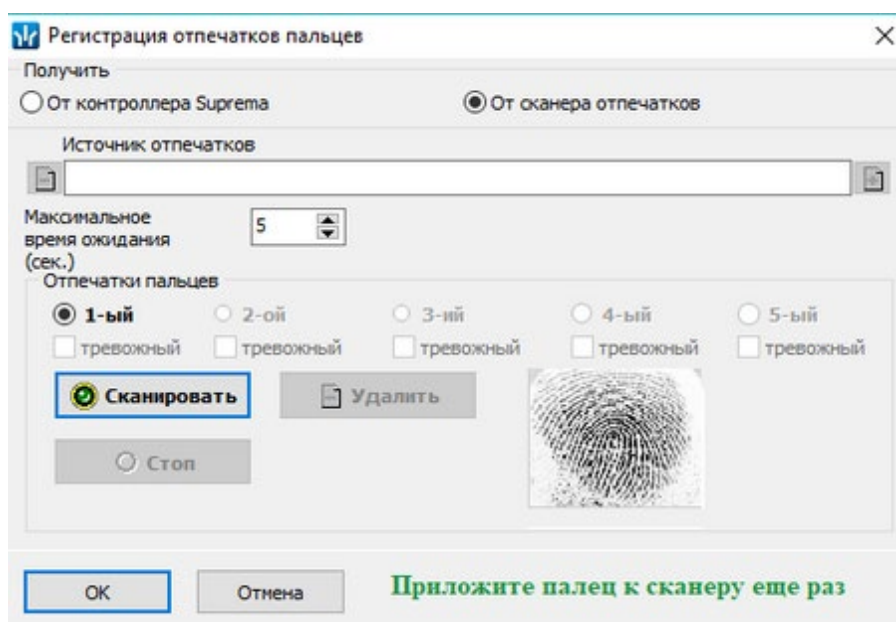 Регистрация отпечатков пальцев
Получить
От контроллера Suprema
От сканера отпечатков
Источник отпечатков
Максимальное
время ожидания
(сек.)
5
Отпечатки пальцев
1-ый 2-ой 3-ий 4-ый 5-ый
тревожный тревожный тревожный тревожный тревожный
Сканировать Удалить
Стоп
ОК Отмена Приложите палец к сканеру еще раз